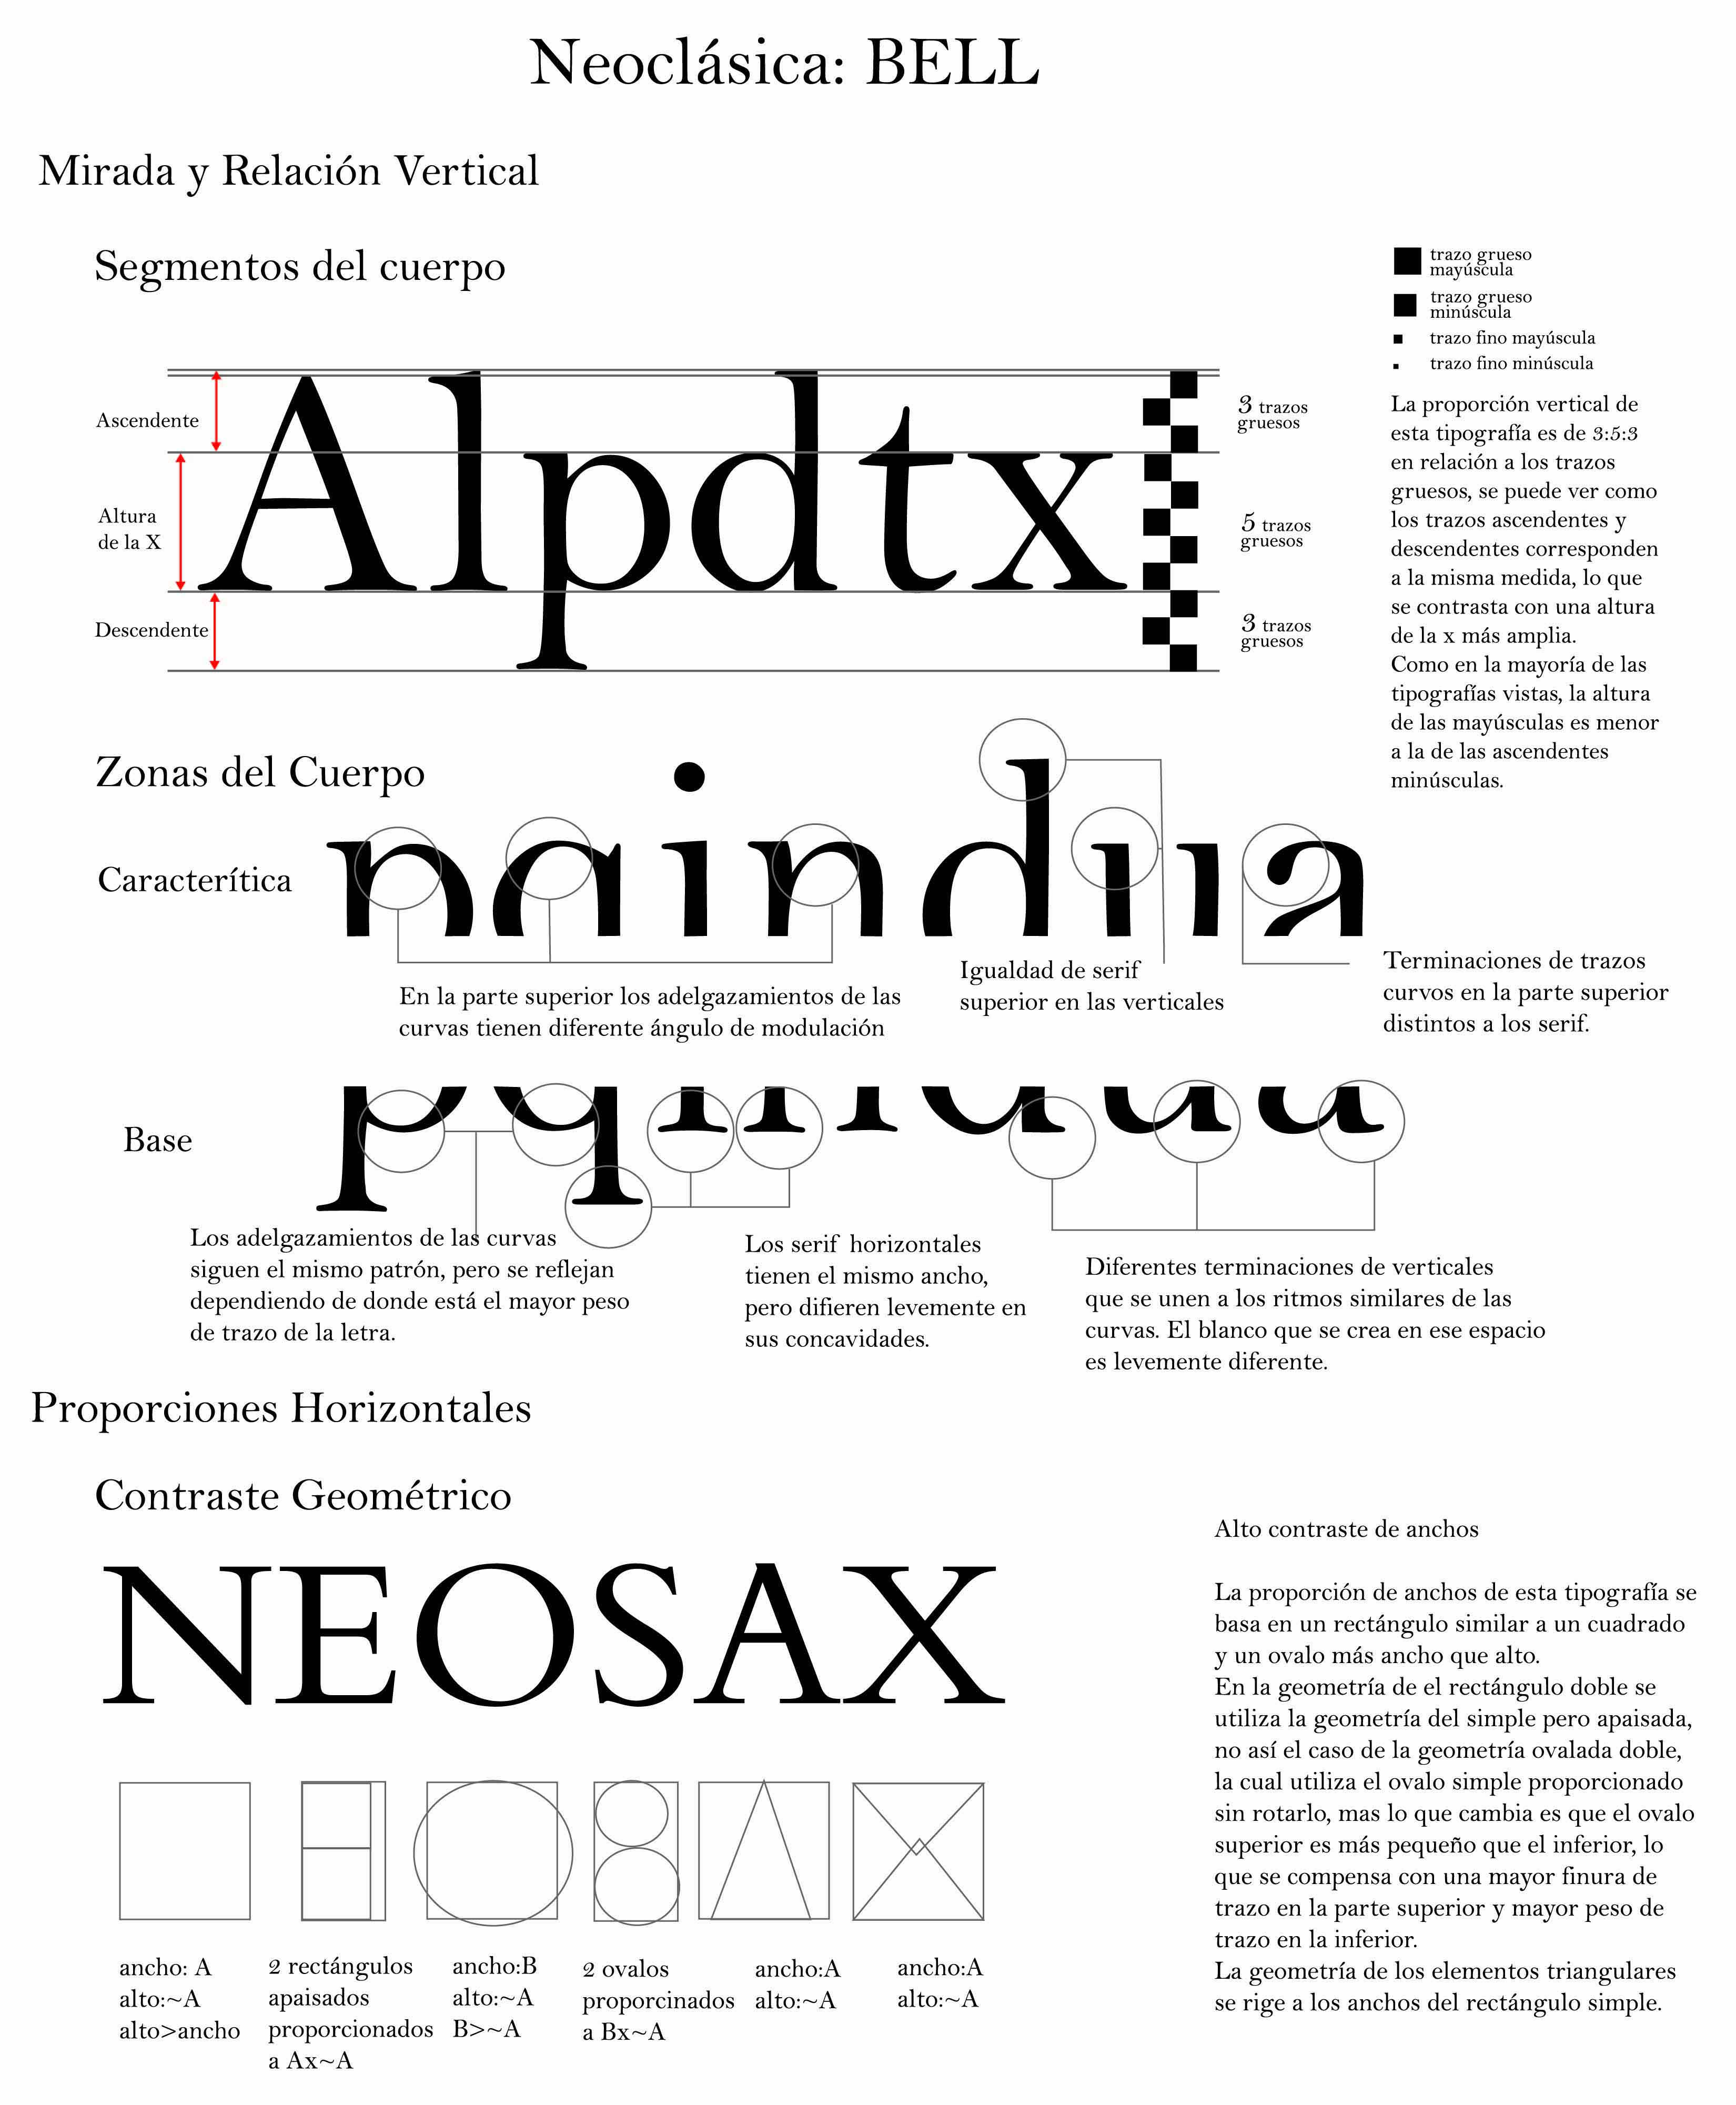 Neoclásica: BELL
Mirada y Relación Vertical
Segmentos del cuerpo
trazo grueso
mayúscula
trazo grueso
minúscula
trazo fino mayúscula
trazo fino minúscula
Alpdtx
Ascendente
Altura
de la X
Descendente
3 trazos
gruesos
5 trazos
gruesos
3 trazos
gruesos
La proporción vertical de
esta tipografía es de 3:5:3
en relación a los trazos
gruesos, se puede ver como
los trazos ascendentes y
descendentes corresponden
a la misma medida, lo que
se contrasta con una altura
de la x más amplia.
Como en la mayoría de las
tipografías vistas, la altura
de las mayúsculas es menor
a la de las ascendentes
minúsculas.
Zonas del Cuerpo
Caracterítica
pqindua
En la parte superior los adelgazamientos de las
curvas tienen diferente ángulo de modulación
Igualdad de serif
superior en las verticales
Terminaciones de trazos
curvos en la parte superior
distintos a los serif.
Base
pqindua
Los adelgazamientos de las curvas
siguen el mismo patrón, pero se reflejan
dependiendo de donde está el mayor peso
de trazo de la letra.
Los serif horizontales
tienen el mismo ancho,
pero difieren levemente en
sus concavidades.
Diferentes terminaciones de verticales
que se unen a los ritmos similares de las
curvas. El blanco que se crea en ese espacio
es levemente diferente.
Proporciones Horizontales
Contraste Geométrico
NEOSAX
ancho: A
alto:~A
alto>ancho
2 rectángulos
apaisados
proporcionados
a Ax~A
ancho:B
alto:~A
B>~A
2 ovalos
proporcinados
a Bx~A
ancho:A
alto:~A
ancho:A
alto:~A
Alto contraste de anchos
La proporción de anchos de esta tipografía se
basa en un rectángulo similar a un cuadrado
y un ovalo más ancho que alto.
En la geometría de el rectángulo doble se
utiliza la geometría del simple pero apaisada,
no así el caso de la geometría ovalada doble,
la cual utiliza el ovalo simple proporcionado
sin rotarlo, mas lo que cambia es que el ovalo
superior es más pequeño que el inferior, lo
que se compensa con una mayor finura de
trazo en la parte superior y mayor peso de
trazo en la inferior.
La geometría de los elementos triangulares
se rige a los anchos del rectángulo simple.